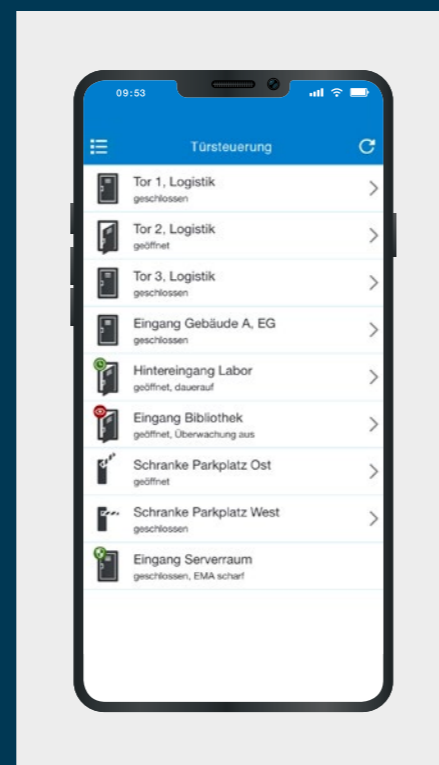 09:53
Türsteuerung
Tor 1, Logistik
geschlossen
Tor 2, Logistik
geöffnet
Tor 3, Logistik
geschlossen
Eingang Gebäude A, EG
geschlossen
Hintereingang Labor
geöffnet, dauerauf
Eingang Bibliothek
geöffnet, Überwachung aus
Schranke Parkplatz Ost
geöffnet
Schranke Parkplatz West
geschlossen
Eingang Serverraum
geschlossen, EMA scharf